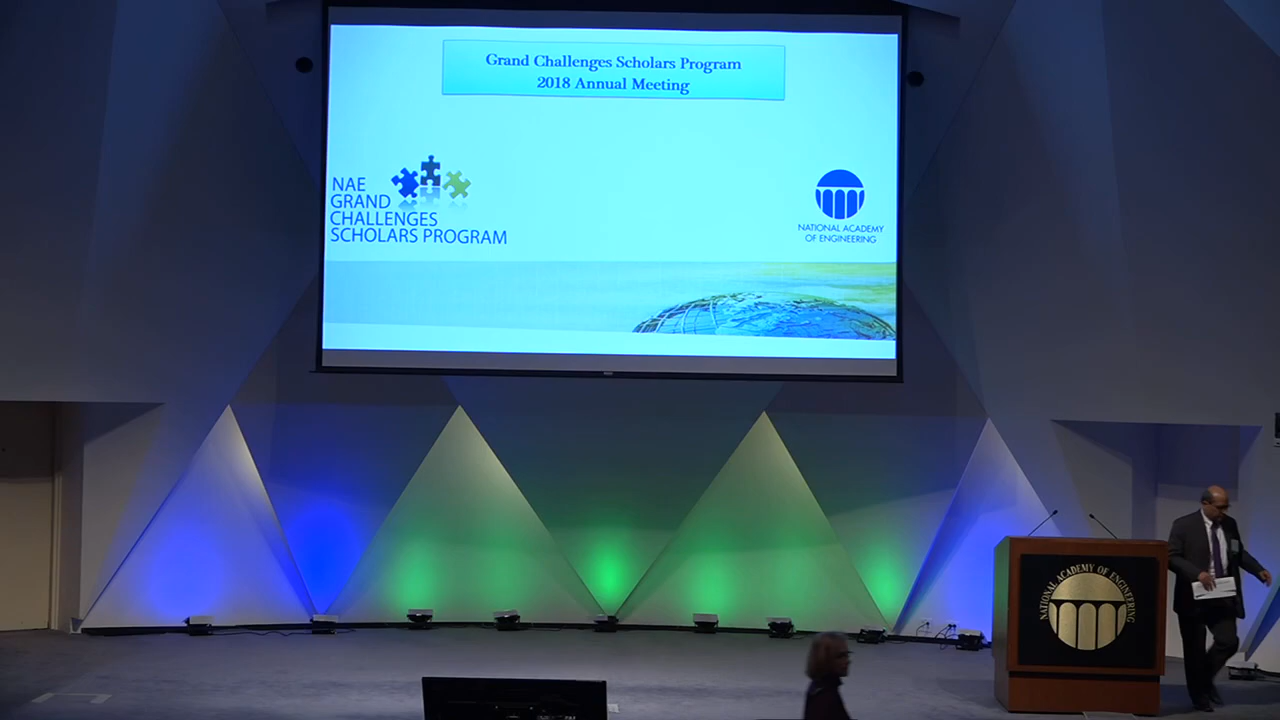 Grand Challenges Scholars Program
2018 Annual Meeting
NAE
GRAND
CHALLENGES
SCHOLARS PROGRAM
NATIONAL ACADEMY
OF ENGINEERING
NATIONAL ACADEMY OF ENGINEERING